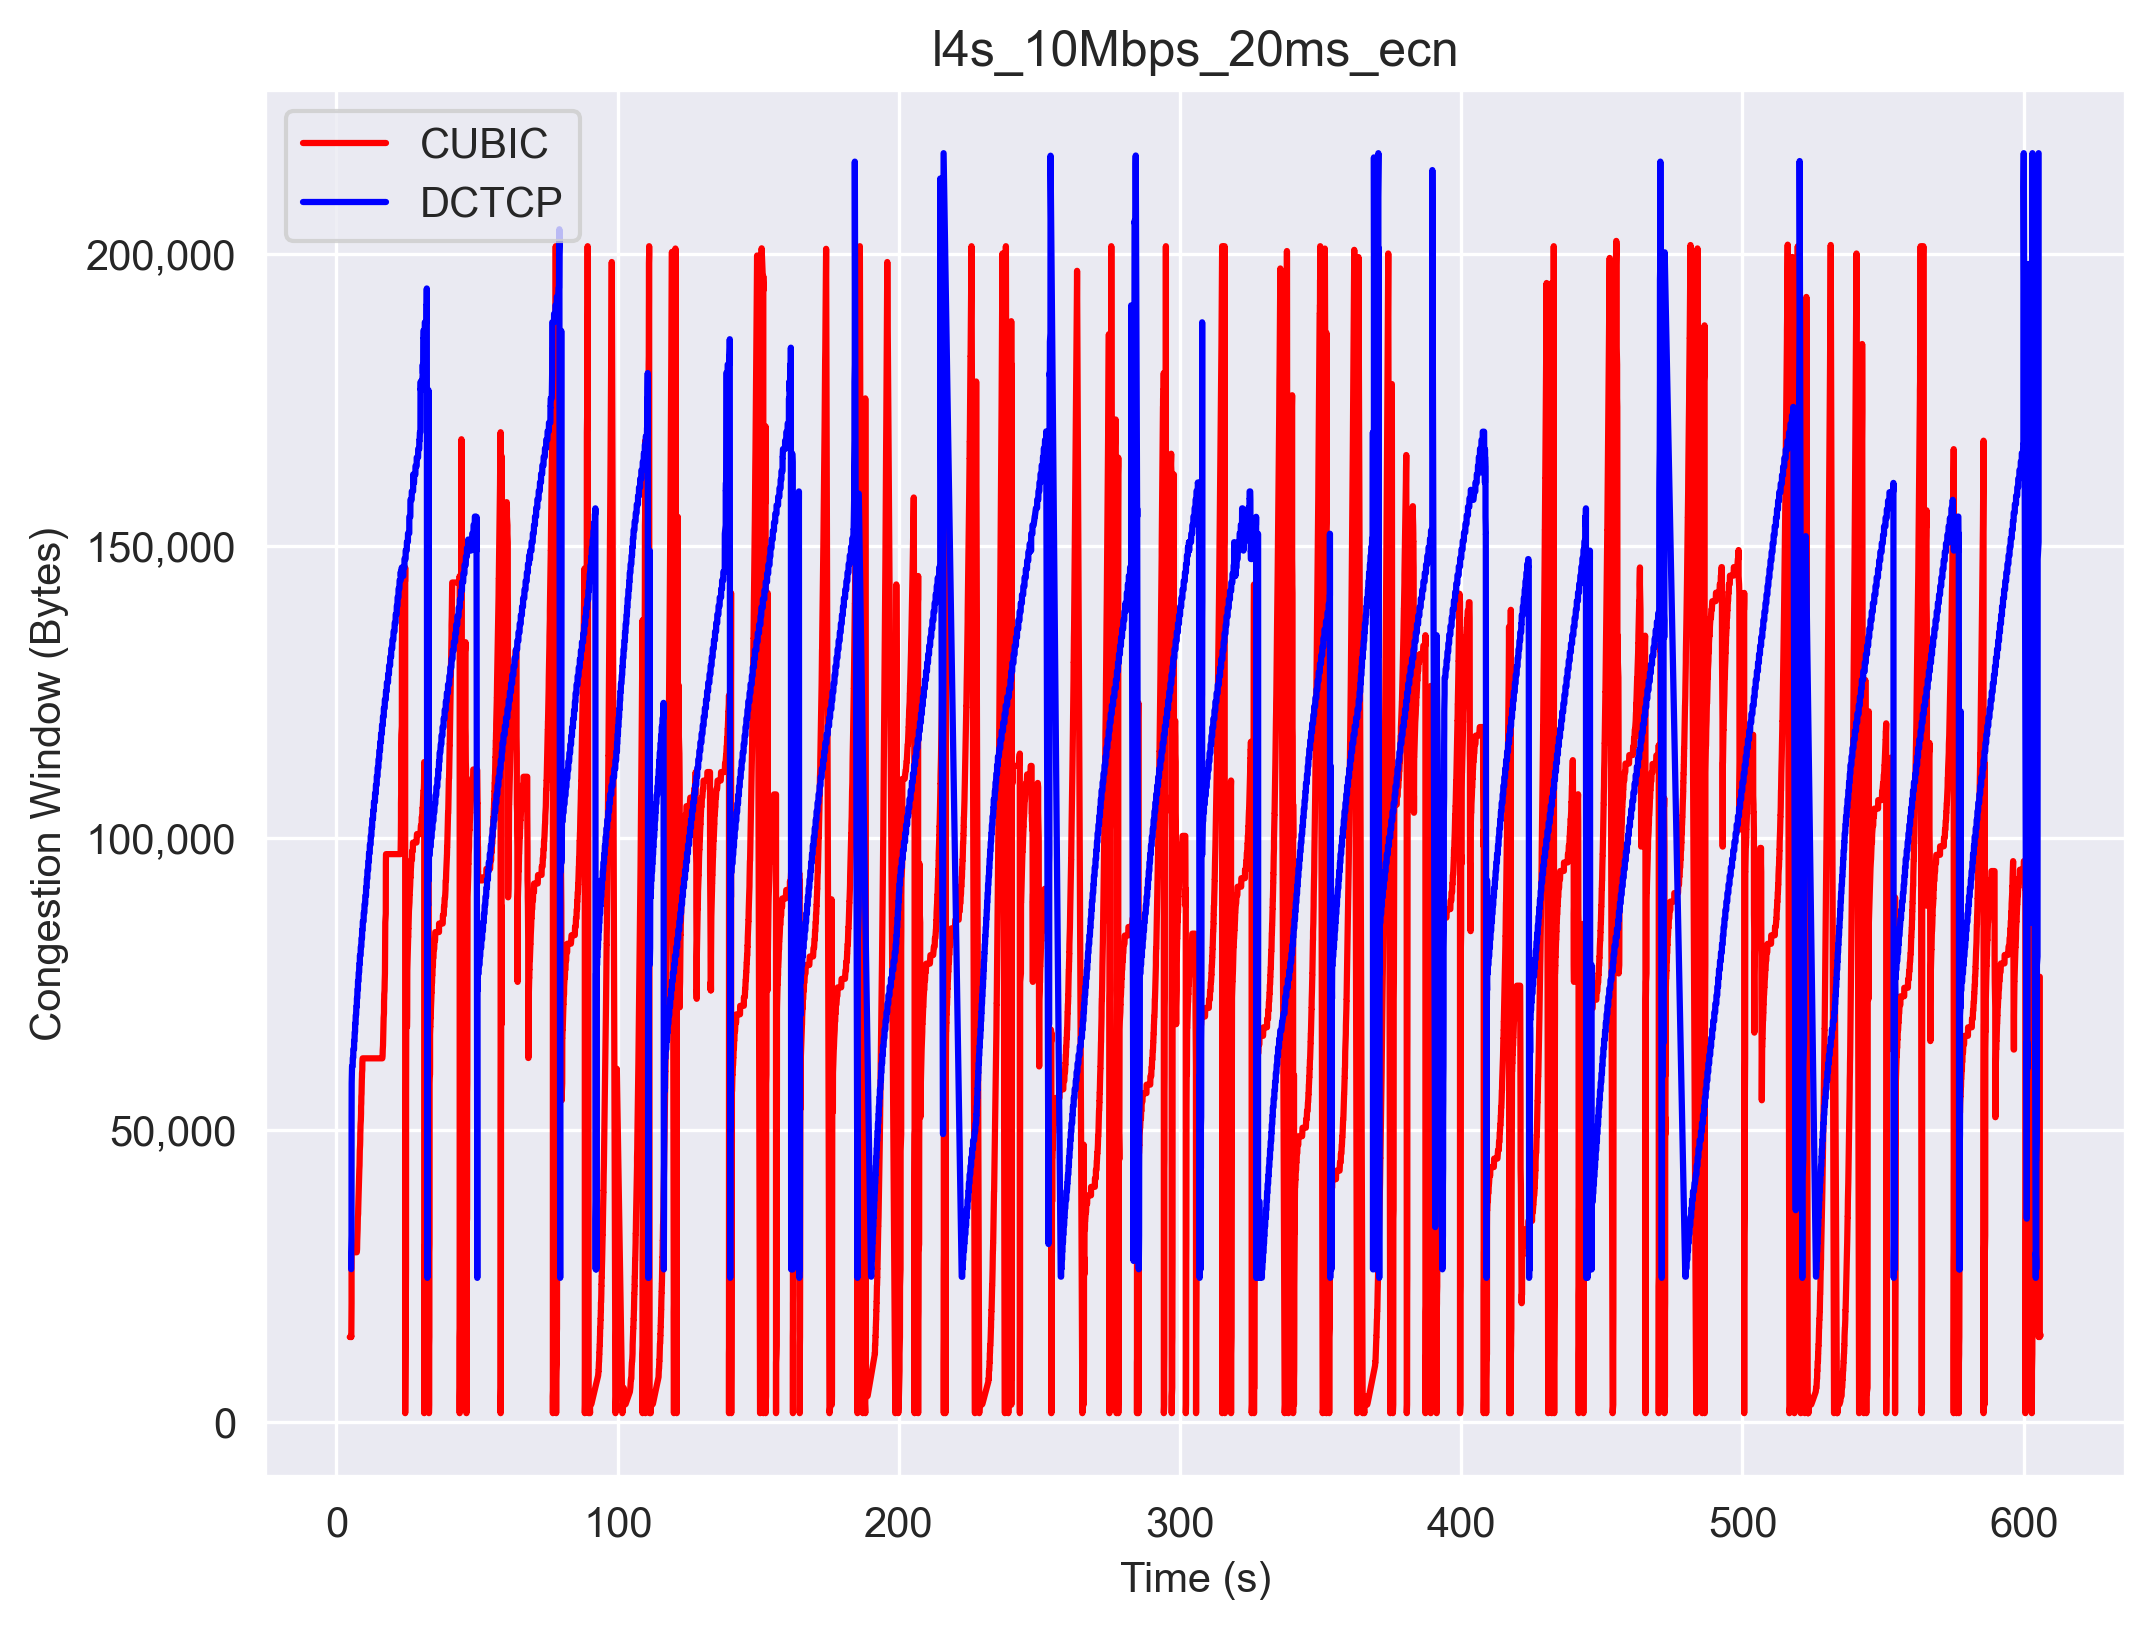 l4s_10Mbps_20ms_ecn
CUBIC
DCTCP
Congestion Window (Bytes)
200,000
150,000
100,000
50,000
0
0 100 200 300 400 500 600
Time (s)